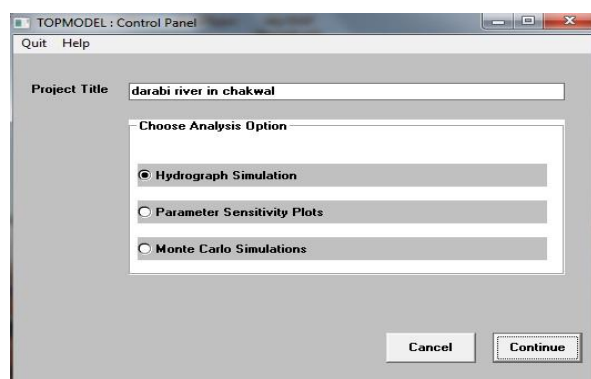 TOPMODEL : Control Panel
Quit Help
Project Title darabi river in chakwal
Choose Analysis Option
Hydrograph Simulation
Parameter Sensitivity Plots
Monte Carlo Simulations
Cancel Continue